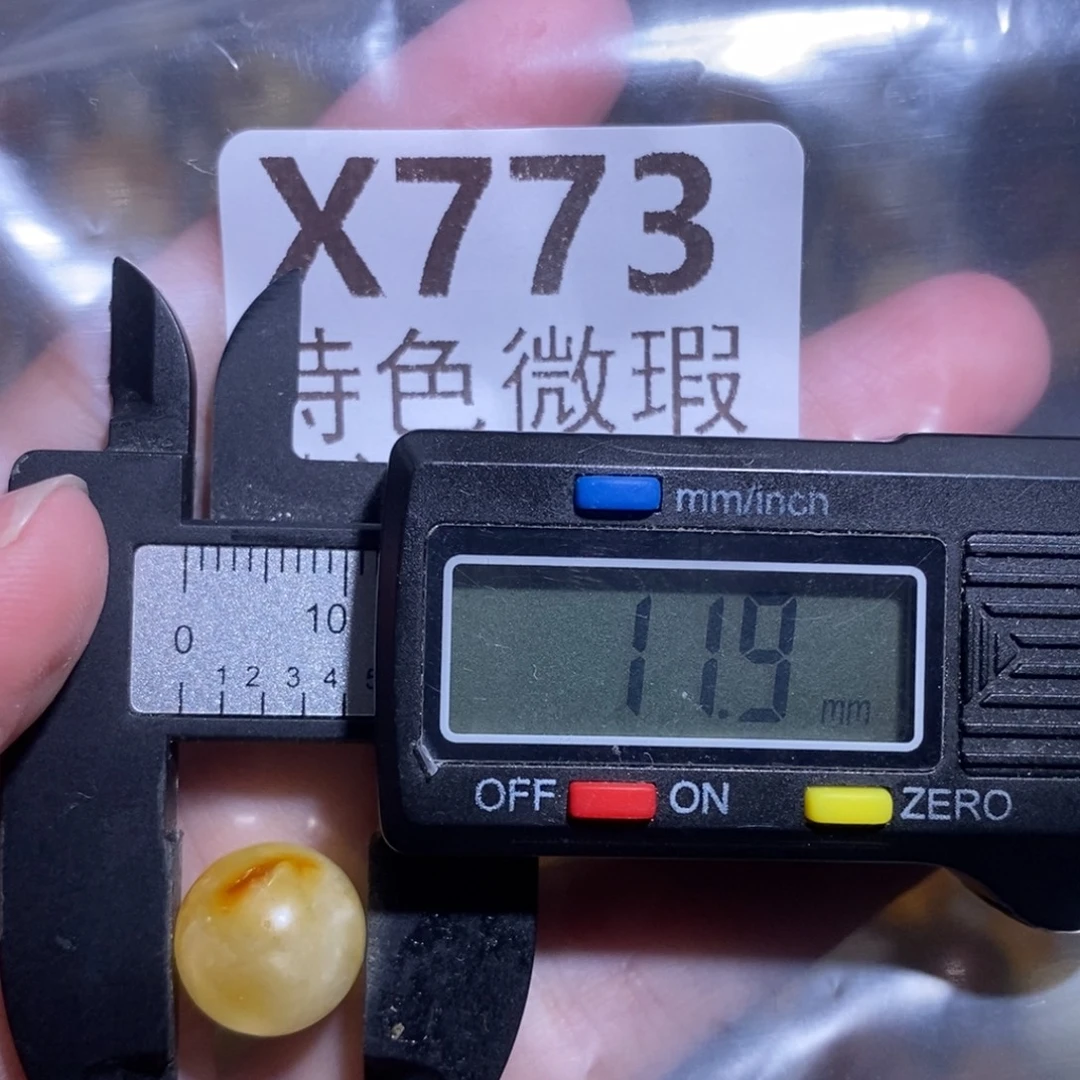 X773
特色微瑕
mm/inch
11.9 mm
0 10
1 2 3 4 5
OFF ON ZERO